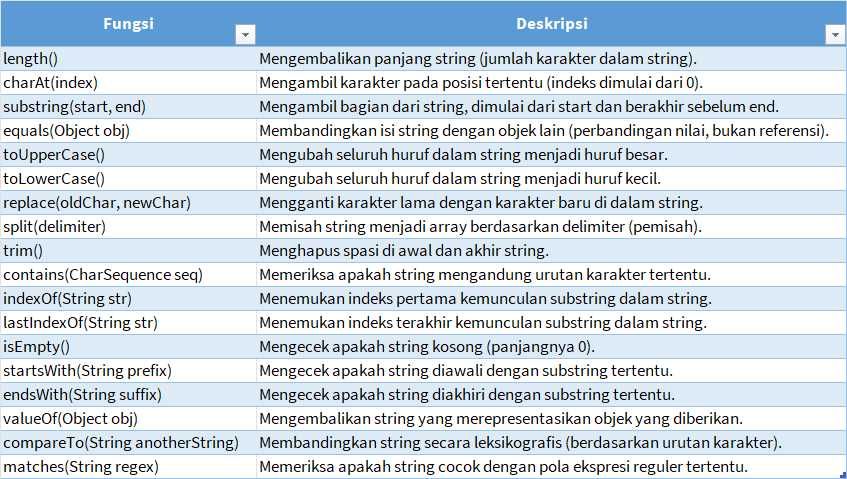 Fungsi Deskripsi
length() Mengembalikan panjang string (jumlah karakter dalam string).
charAt(index) Mengambil karakter pada posisi tertentu (indeks dimulai dari 0).
substring(start, end) Mengambil bagian dari string, dimulai dari start dan berakhir sebelum end.
equals(Object obj) Membandingkan isi string dengan objek lain (perbandingan nilai, bukan referensi).
toUpperCase() Mengubah seluruh huruf dalam string menjadi huruf besar.
toLowerCase() Mengubah seluruh huruf dalam string menjadi huruf kecil.
replace(oldChar, newChar) Mengganti karakter lama dengan karakter baru di dalam string.
split(delimiter) Memisah string menjadi array berdasarkan delimiter (pemisah).
trim() Menghapus spasi di awal dan akhir string.
contains(CharSequence seq) Memeriksa apakah string mengandung urutan karakter tertentu.
indexOf(String str) Menemukan indeks pertama kemunculan substring dalam string.
lastIndexOf(String str) Menemukan indeks terakhir kemunculan substring dalam string.
isEmpty() Mengecek apakah string kosong (panjangnya 0).
startsWith(String prefix) Mengecek apakah string diawali dengan substring tertentu.
endsWith(String suffix) Mengecek apakah string diakhiri dengan substring tertentu.
valueOf(Object obj) Mengembalikan string yang merepresentasikan objek yang diberikan.
compareTo(String anotherString) Membandingkan string secara leksikografis (berdasarkan urutan karakter).
matches(String regex) Memeriksa apakah string cocok dengan pola ekspresi reguler tertentu.